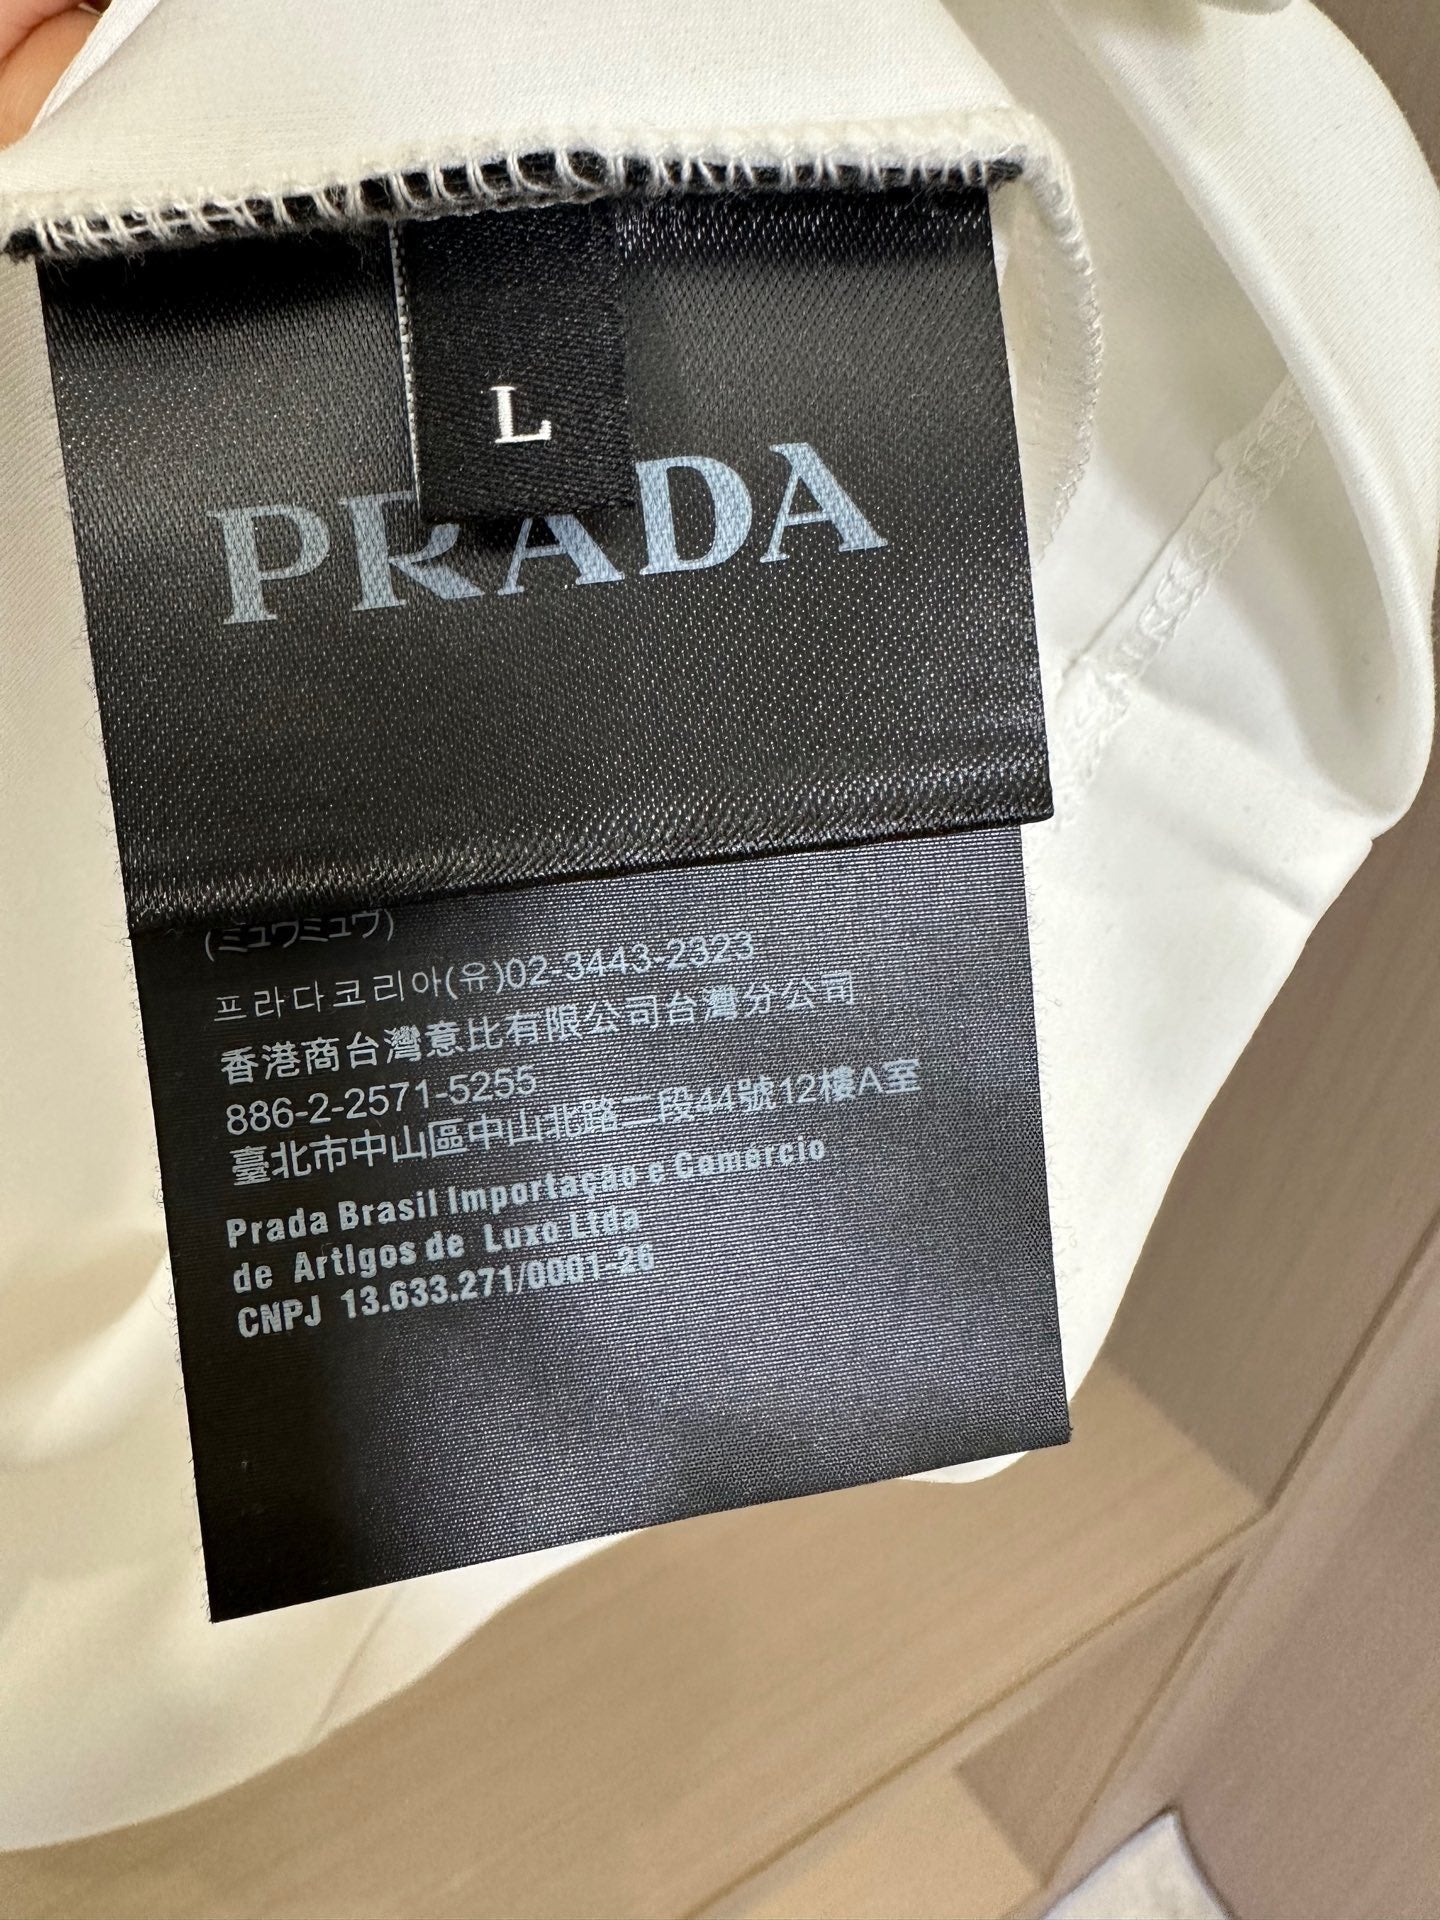 L
PRADA
(ミュウミュウ)
프라다코리아(유)02-3443-2323
香港商台灣意比有限公司台灣分公司
886-2-2571-5255
臺北市中山區中山北路二段44號12樓A室
Prada Brasil Importação e Comércio
de Artigos de Luxo Ltda
CNPJ 13.633.271/0001-26